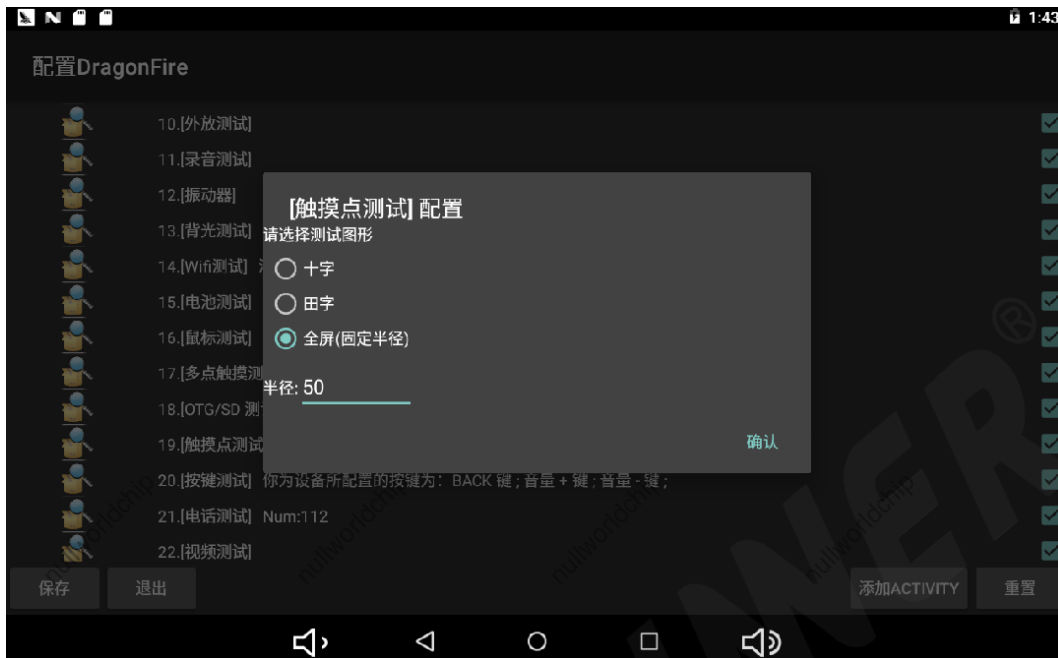 1:43
配置DragonFire
10.[外放测试]
11.[录音测试]
12.[振动器]
[触摸点测试] 配置
13.[背光测试]
请选择测试图形
14.[Wifi测试]
十字
15.[电池测试]
田字
16.[鼠标测试]
全屏(固定半径)
17.[多点触摸测
半径: 50
18.[OTG/SD 测
19.[触摸点测试
确认
20.[按键测试] 你为设备所配置的按键为：BACK 键 ; 音量 + 键 ; 音量 - 键 ;
21.[电话测试] Num:112
22.[视频测试]
保存 退出 添加ACTIVITY 重置
nullworldchip nullworldchip nullworldchip nullworldchip
NNER®